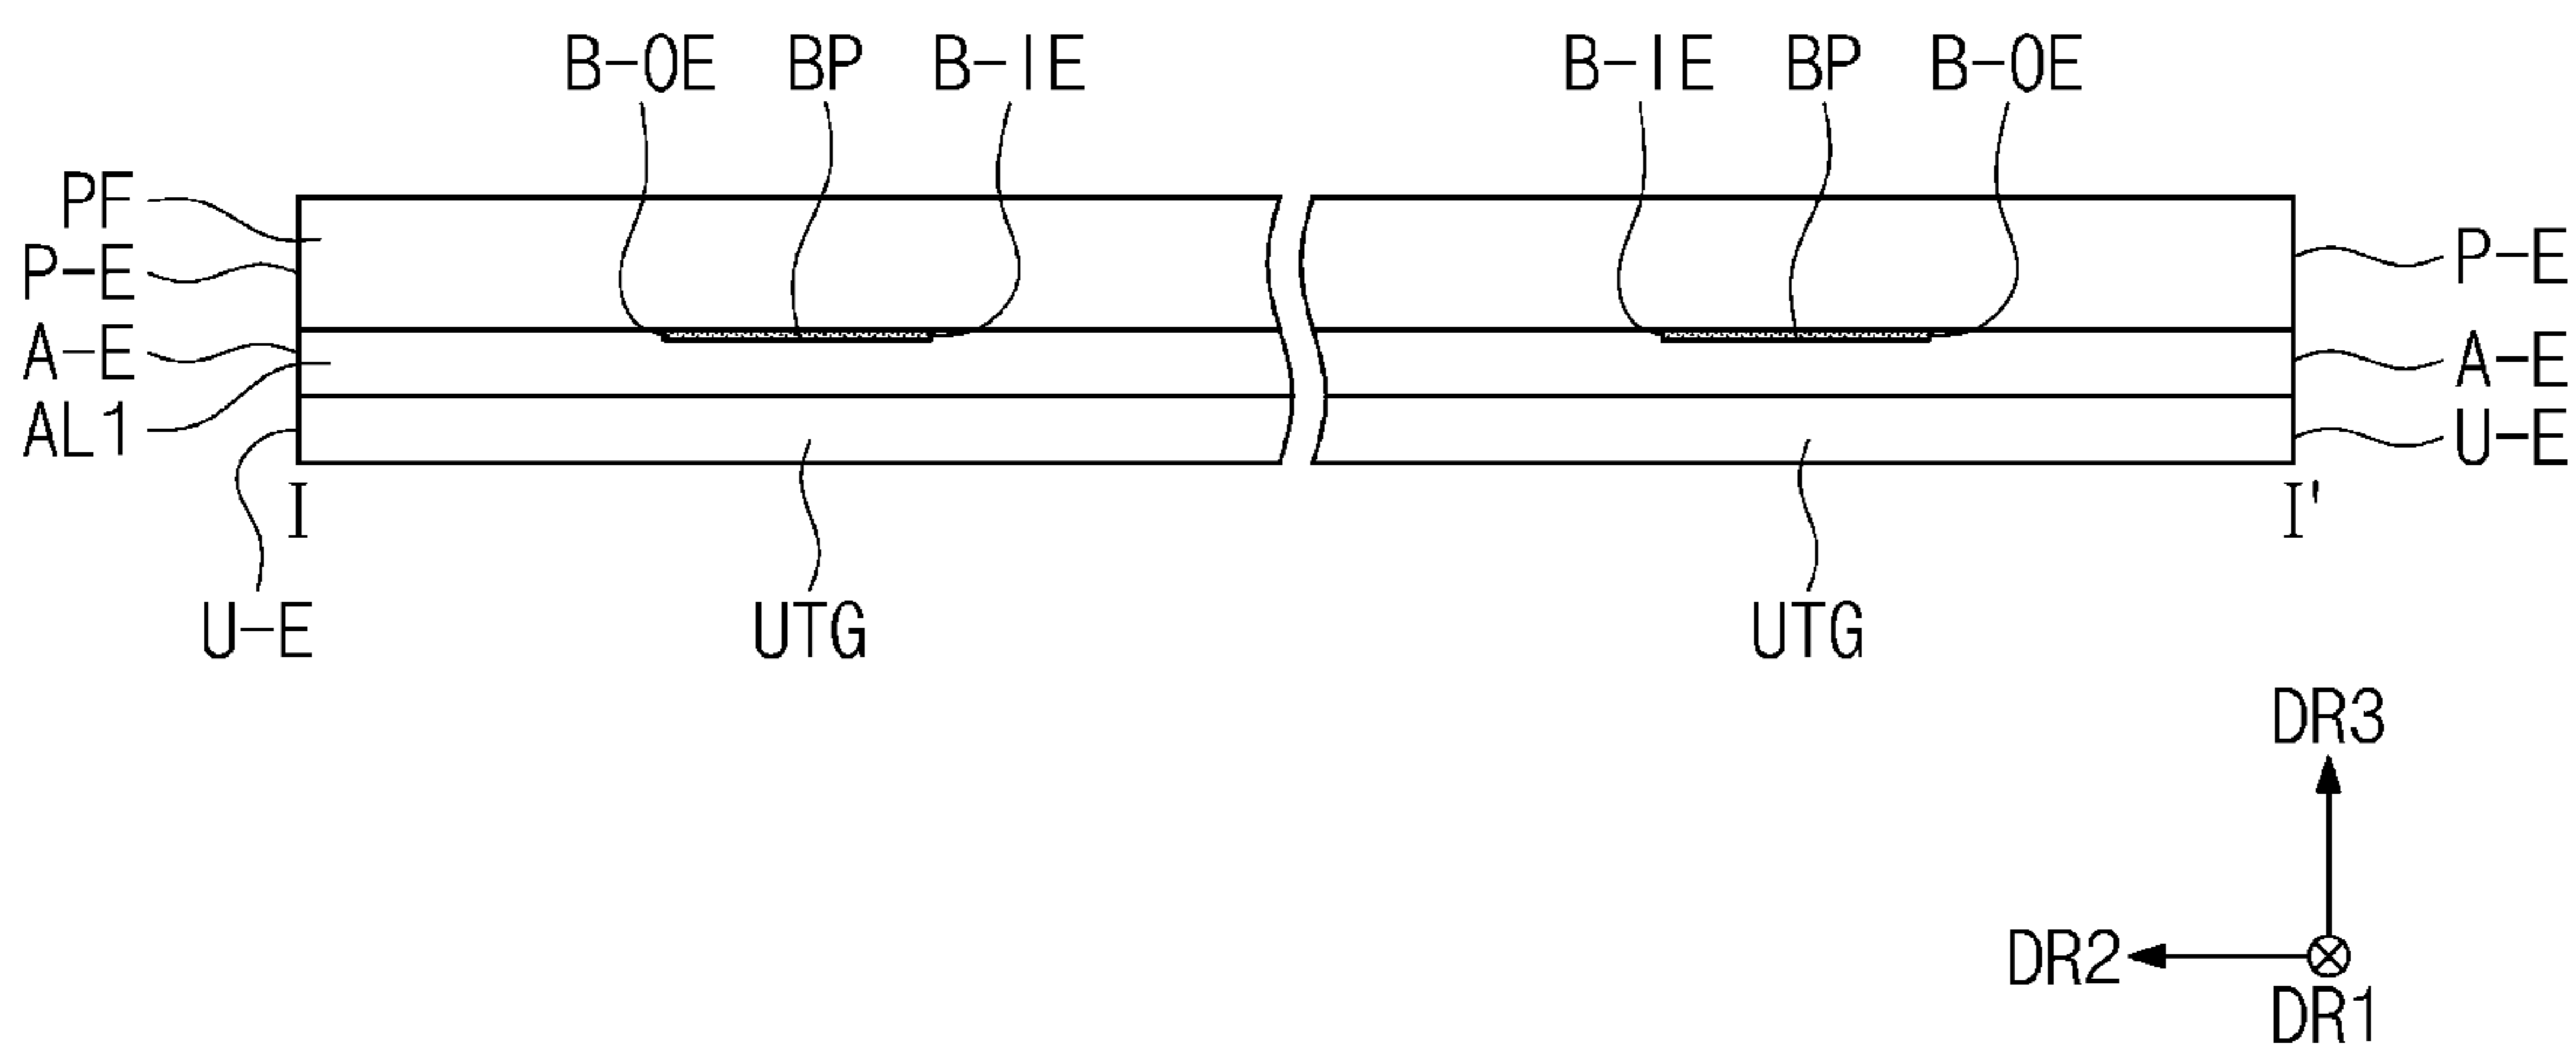 B-OE BP B-IE B-IE BP B-OE
PF
P-E P-E
A-E A-E
AL1 U-E
I I'
U-E UTG UTG
DR3
DR2
DR1